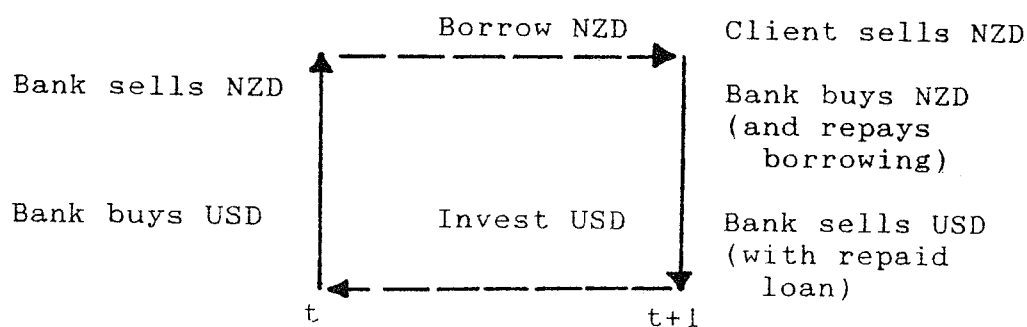 Borrow NZD
Client sells NZD
Bank sells NZD
Bank buys NZD
(and repays
borrowing)
Bank buys USD
Invest USD
Bank sells USD
(with repaid
loan)
t
t+1